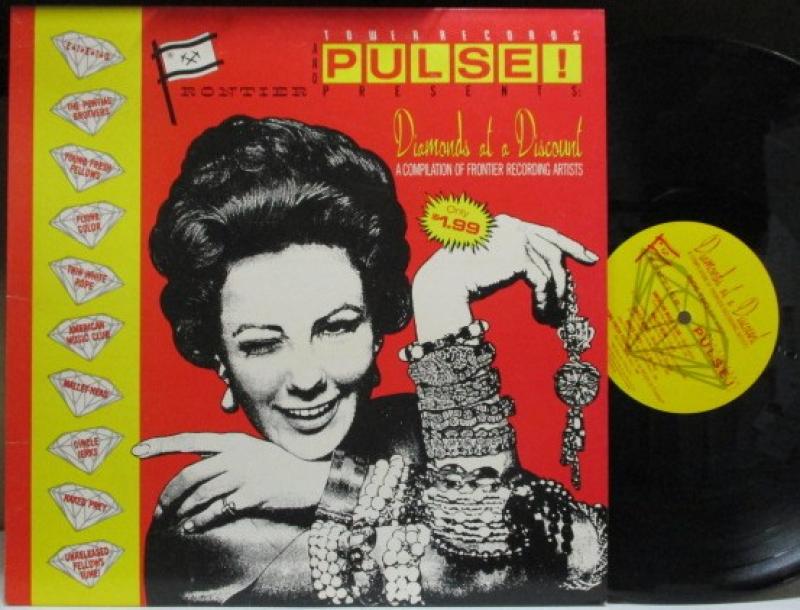 TOWER RECORDS'
AND
PULSE!
FRONTIER
PRESENTS:
Diamonds at a Discount
A COMPILATION OF FRONTIER RECORDING ARTISTS
Only
$1.99
E•I•E•I•O
THE PONTIAC
BROTHERS
YOUNG FRESH
FELLOWS
FLYING
COLOR
THIN WHITE
ROPE
AMERICAN
MUSIC CLUB
MALLET-HEAD
CIRCLE
JERKS
NAKED PREY
UNRELEASED
FELLOWS
TUNE!
Diamonds at a Discount
PULSE!